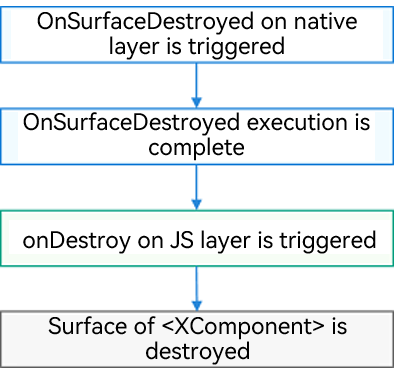 OnSurfaceDestroyed on native
layer is triggered
OnSurfaceDestroyed execution is
complete
onDestroy on JS layer is triggered
Surface of <XComponent> is
destroyed